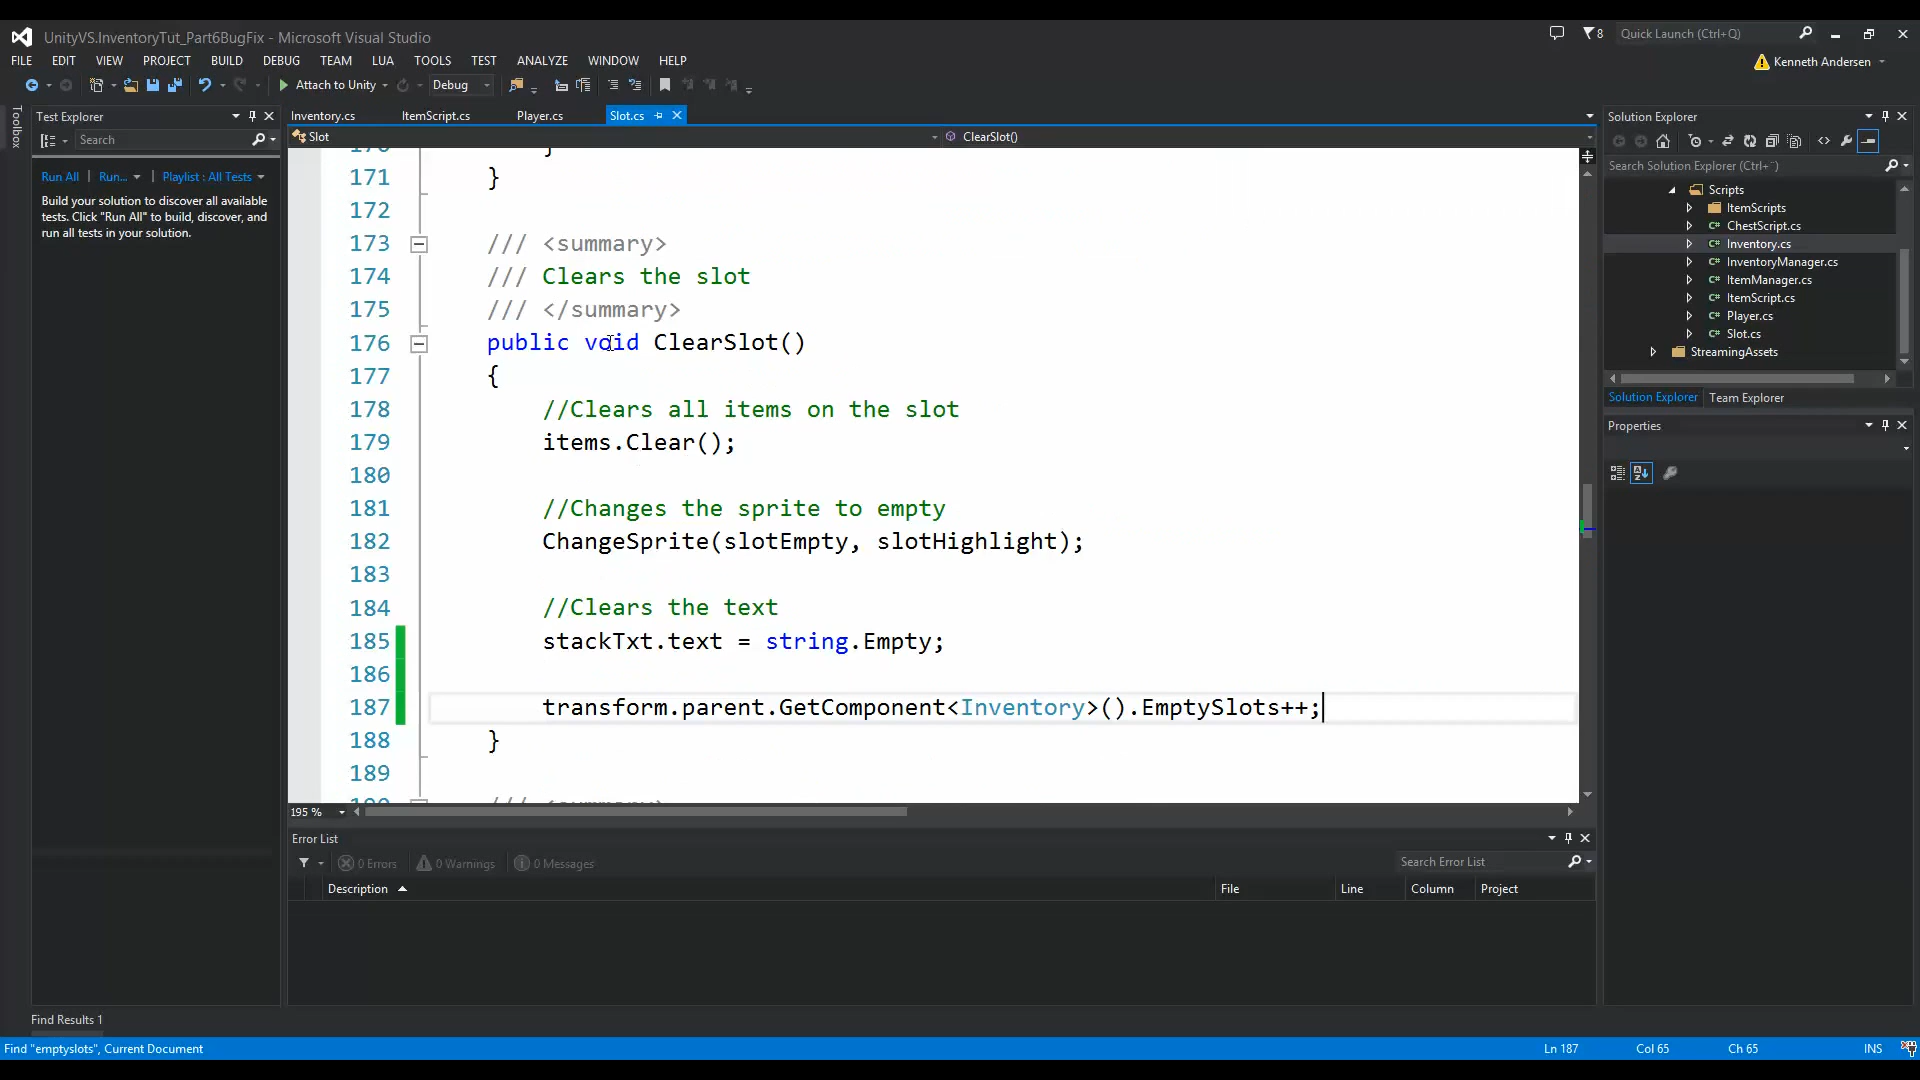 UnityVS.InventoryTut_Part6BugFix - Microsoft Visual Studio
8
Quick Launch (Ctrl+Q)
FILE EDIT VIEW PROJECT BUILD DEBUG TEAM LUA TOOLS TEST ANALYZE WINDOW HELP
Kenneth Andersen
Attach to Unity
Debug
Toolbox
Test Explorer
Search
Run All | Run... | Playlist : All Tests
Build your solution to discover all available
tests. Click "Run All" to build, discover, and
run all tests in your solution.
Inventory.cs ItemScript.cs Player.cs Slot.cs
Slot
ClearSlot()
170 }
171 }
172
173 /// <summary>
174 /// Clears the slot
175 /// </summary>
176 public void ClearSlot()
177 {
178 //Clears all items on the slot
179 items.Clear();
180
181 //Changes the sprite to empty
182 ChangeSprite(slotEmpty, slotHighlight);
183
184 //Clears the text
185 stackTxt.text = string.Empty;
186
187 transform.parent.GetComponent<Inventory>().EmptySlots++;
188 }
189
190 /// <summary>
195 %
Error List
0 Errors 0 Warnings 0 Messages
Search Error List
Description File Line Column Project
Solution Explorer
Search Solution Explorer (Ctrl+¨)
Scripts
ItemScripts
ChestScript.cs
Inventory.cs
InventoryManager.cs
ItemManager.cs
ItemScript.cs
Player.cs
Slot.cs
StreamingAssets
Solution Explorer Team Explorer
Properties
Find Results 1
Find "emptyslots", Current Document
Ln 187 Col 65 Ch 65 INS